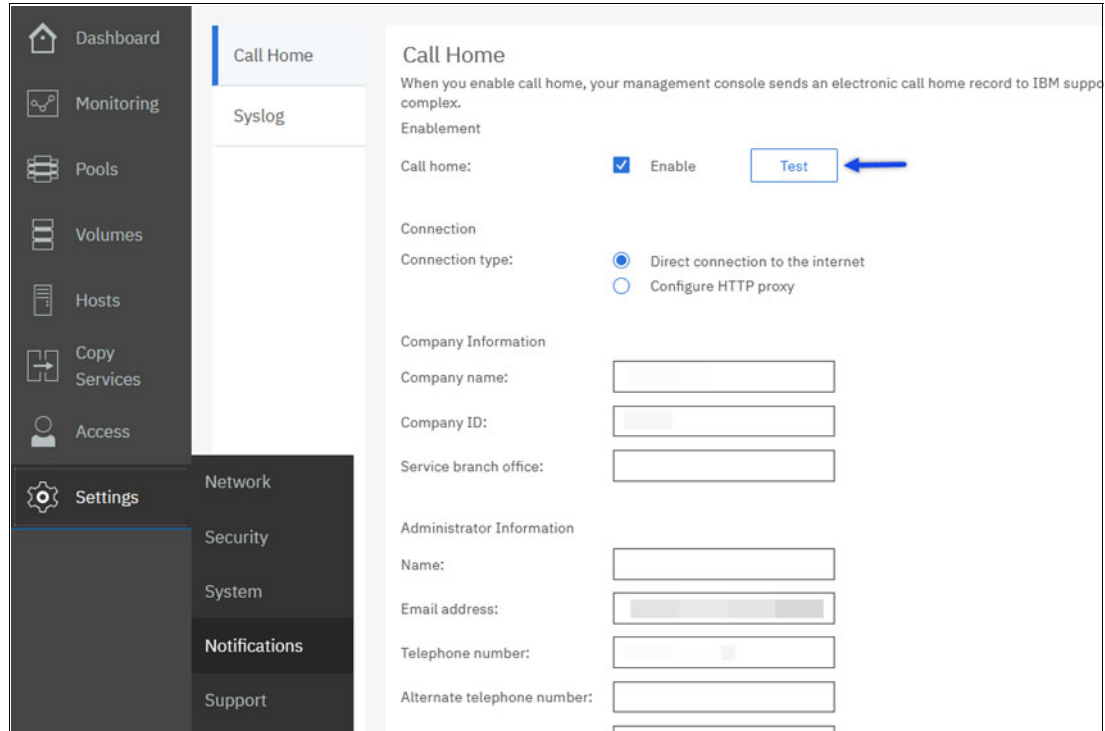 Dashboard
Monitoring
Pools
Volumes
Hosts
Copy
Services
Access
Settings
Network
Security
System
Notifications
Support
Call Home
Syslog
Call Home
When you enable call home, your management console sends an electronic call home record to IBM suppo
complex.
Enablement
Call home:
Enable
Test
Connection
Connection type:
Direct connection to the internet
Configure HTTP proxy
Company Information
Company name:
Company ID:
Service branch office:
Administrator Information
Name:
Email address:
Telephone number:
Alternate telephone number: